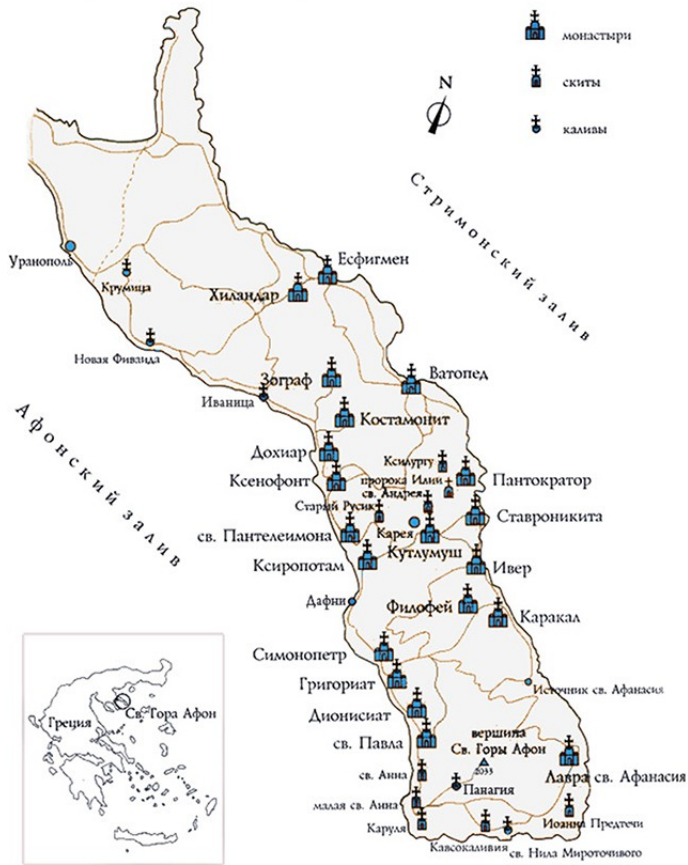 монастыри
N
скиты
каливы
Стримонский залив
Уранополь
Есфигмен
Крумица
Хиландар
Новая Фиваида
Зограф
Ватопед
Иваница
Афонский залив
Костамонит
Дохиар
Ксилургу
Ксенофонт
пророка Илии
Пантократор
св. Андрея
Старый Русик
Ставроникита
св. Пантелеимона
Карея
Кутлумуш
Ксиропотам
Ивер
Дафни
Филофей
Каракал
Симонопетр
Григориат
Источник св. Афанасия
Дионисиат
Греция
Св. Гора Афон
св. Павла
вершина
Св. Горы Афон
2033
Лавра св. Афанасия
св. Анна
Панагия
малая св. Анна
Иоанна Предтечи
Каруля
Кавсокаливия
св. Нила Мироточивого